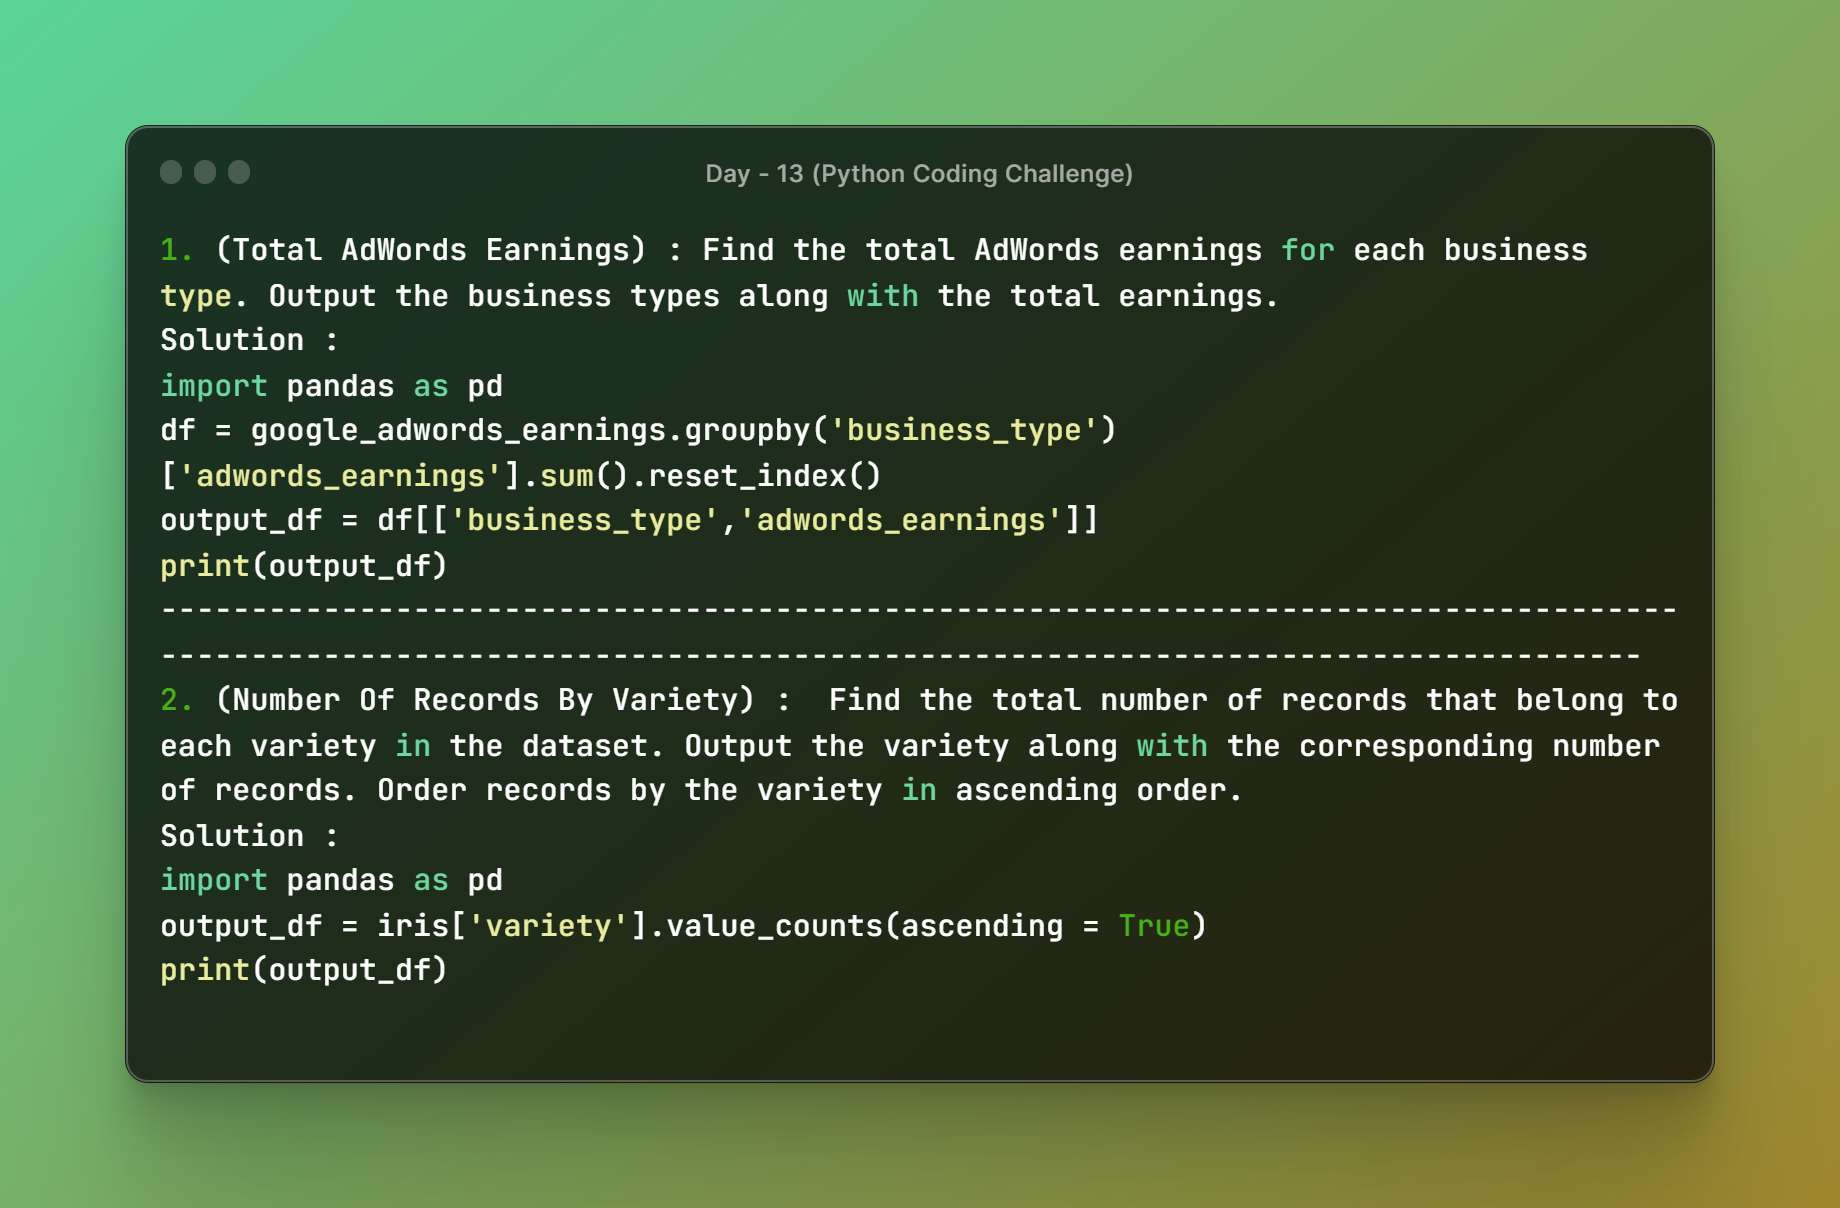 Day - 13 (Python Coding Challenge)
1. (Total AdWords Earnings) : Find the total AdWords earnings for each business
type. Output the business types along with the total earnings.
Solution :
import pandas as pd
df = google_adwords_earnings.groupby('business_type')
['adwords_earnings'].sum().reset_index()
output_df = df[['business_type','adwords_earnings']]
print(output_df)
------------------------------------------------------------------------------------
----------------------------------------------------------------------------------
2. (Number Of Records By Variety) :  Find the total number of records that belong to
each variety in the dataset. Output the variety along with the corresponding number
of records. Order records by the variety in ascending order.
Solution :
import pandas as pd
output_df = iris['variety'].value_counts(ascending = True)
print(output_df)